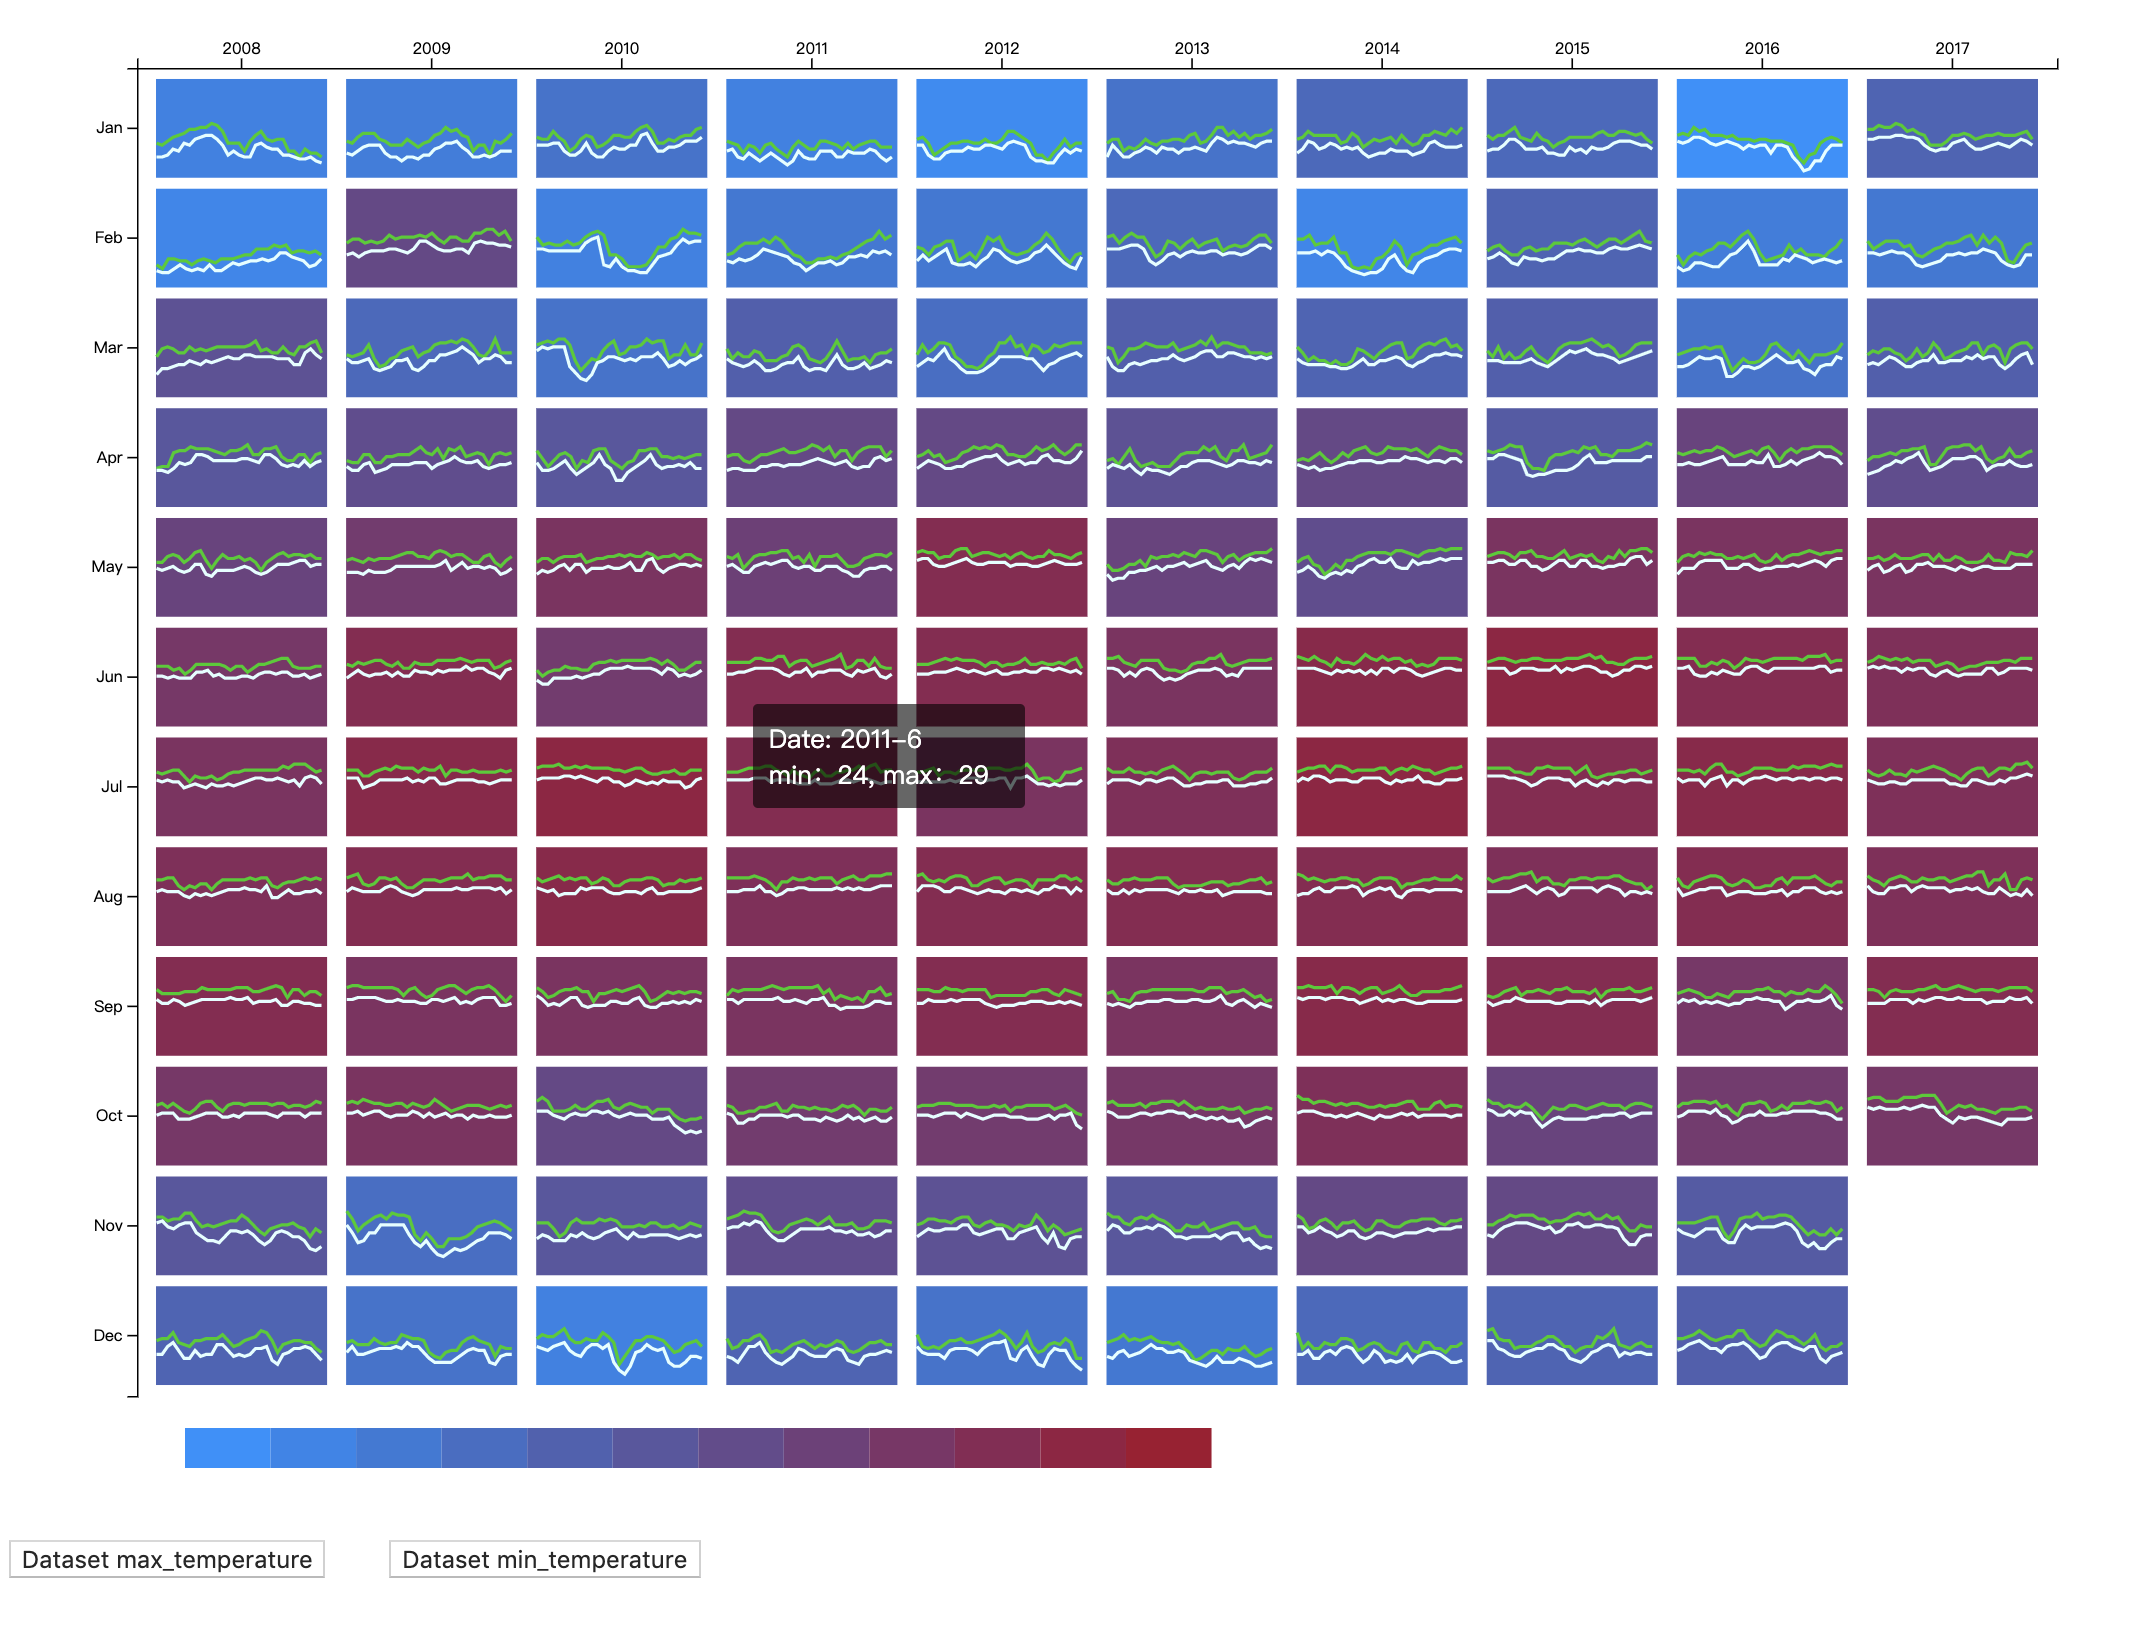 2008 2009 2010 2011 2012 2013 2014 2015 2016 2017
Jan
Feb
Mar
Apr
May
Jun
Date: 2011–6
min：24, max：29
Jul
Aug
Sep
Oct
Nov
Dec
Dataset max_temperature Dataset min_temperature